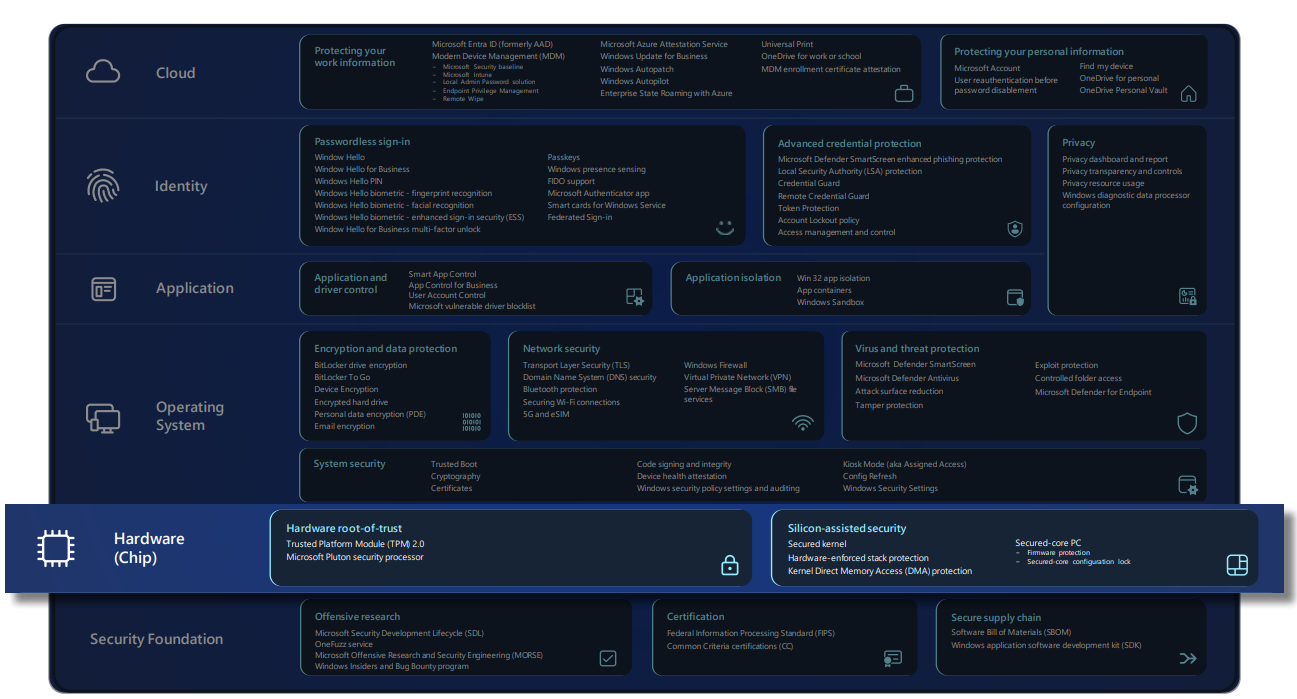 Cloud
Protecting your
work information
Microsoft Entra ID (formerly AAD)
Modern Device Management (MDM)
– Microsoft Security baseline
– Microsoft Intune
– Local Admin Password solution
– Endpoint Privilege Management
– Remote Wipe
Microsoft Azure Attestation Service
Windows Update for Business
Windows Autopatch
Windows Autopilot
Enterprise State Roaming with Azure
Universal Print
OneDrive for work or school
MDM enrollment certificate attestation
Protecting your personal information
Microsoft Account
User reauthentication before
password disablement
Find my device
OneDrive for personal
OneDrive Personal Vault
Identity
Passwordless sign-in
Window Hello
Window Hello for Business
Windows Hello PIN
Windows Hello biometric - fingerprint recognition
Windows Hello biometric - facial recognition
Windows Hello biometric - enhanced sign-in security (ESS)
Window Hello for Business multi-factor unlock
Passkeys
Windows presence sensing
FIDO support
Microsoft Authenticator app
Smart cards for Windows Service
Federated Sign-in
Advanced credential protection
Microsoft Defender SmartScreen enhanced phishing protection
Local Security Authority (LSA) protection
Credential Guard
Remote Credential Guard
Token Protection
Account Lockout policy
Access management and control
Privacy
Privacy dashboard and report
Privacy transparency and controls
Privacy resource usage
Windows diagnostic data processor
configuration
Application
Application and
driver control
Smart App Control
App Control for Business
User Account Control
Microsoft vulnerable driver blocklist
Application isolation
Win 32 app isolation
App containers
Windows Sandbox
Operating
System
Encryption and data protection
BitLocker drive encryption
BitLocker To Go
Device Encryption
Encrypted hard drive
Personal data encryption (PDE)
Email encryption
010101
010101
101010
Network security
Transport Layer Security (TLS)
Domain Name System (DNS) security
Bluetooth protection
Securing Wi-Fi connections
5G and eSIM
Windows Firewall
Virtual Private Network (VPN)
Server Message Block (SMB) file
services
Virus and threat protection
Microsoft Defender SmartScreen
Microsoft Defender Antivirus
Attack surface reduction
Tamper protection
Exploit protection
Controlled folder access
Microsoft Defender for Endpoint
System security
Trusted Boot
Cryptography
Certificates
Code signing and integrity
Device health attestation
Windows security policy settings and auditing
Kiosk Mode (aka Assigned Access)
Config Refresh
Windows Security Settings
Hardware
(Chip)
Hardware root-of-trust
Trusted Platform Module (TPM) 2.0
Microsoft Pluton security processor
Silicon-assisted security
Secured kernel
Hardware-enforced stack protection
Kernel Direct Memory Access (DMA) protection
Secured-core PC
– Firmware protection
– Secured-core configuration lock
Security Foundation
Offensive research
Microsoft Security Development Lifecycle (SDL)
OneFuzz service
Microsoft Offensive Research and Security Engineering (MORSE)
Windows Insiders and Bug Bounty program
Certification
Federal Information Processing Standard (FIPS)
Common Criteria certifications (CC)
Secure supply chain
Software Bill of Materials (SBOM)
Windows application software development kit (SDK)